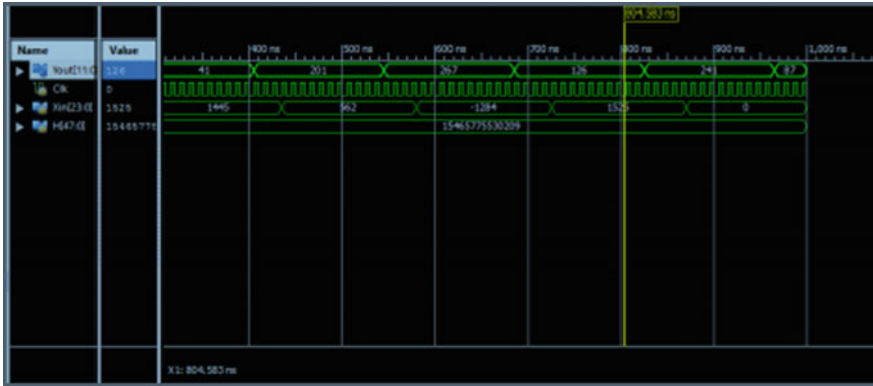 804.583 ns
Name Value
400 ns 500 ns 600 ns 700 ns 800 ns 900 ns 1,000 ns
Yout[11:0 126 41 201 267 126 241 87
Clk 0
Xin[23:0] 1525 1445 562 -1284 1525 0
H[47:0] 15465775 15465775530209
X1: 804.583 ns